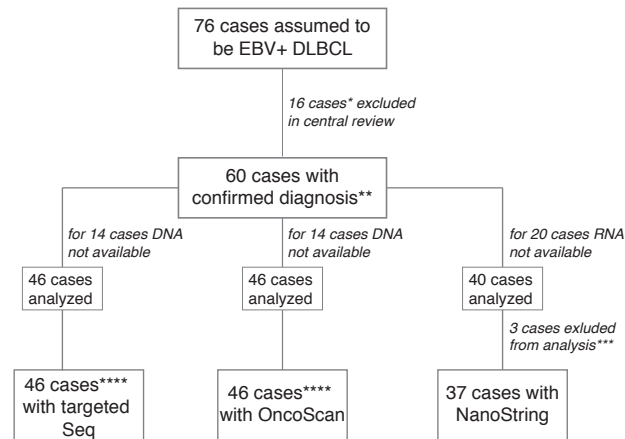 76 cases assumed to
be EBV+ DLBCL
16 cases* excluded
in central review
60 cases with
confirmed diagnosis**
for 14 cases DNA
not available
for 14 cases DNA
not available
for 20 cases RNA
not available
46 cases
analyzed
46 cases
analyzed
40 cases
analyzed
3 cases exluded
from analysis***
46 cases****
with targeted
Seq
46 cases****
with OncoScan
37 cases with
NanoString